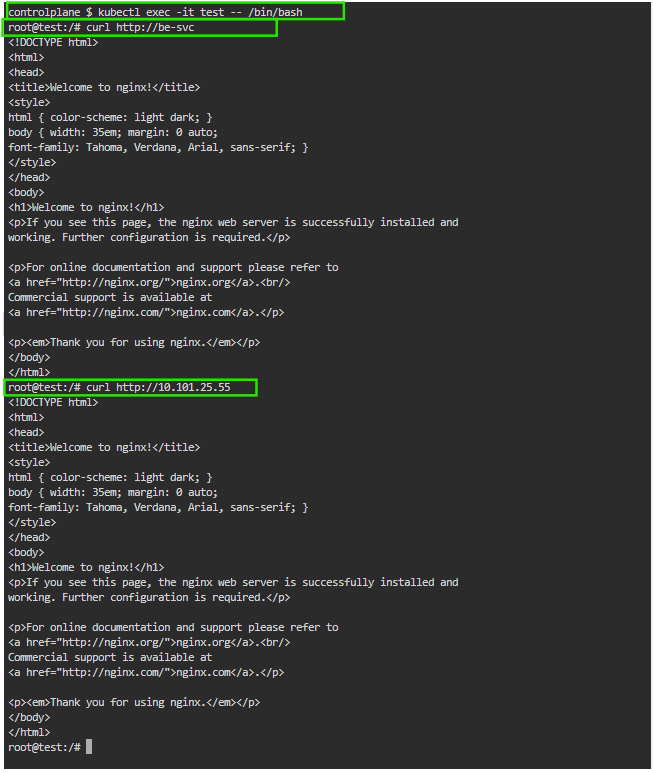 controlplane $ kubectl exec -it test -- /bin/bash
root@test:/# curl http://be-svc
<!DOCTYPE html>
<html>
<head>
<title>Welcome to nginx!</title>
<style>
html { color-scheme: light dark; }
body { width: 35em; margin: 0 auto;
font-family: Tahoma, Verdana, Arial, sans-serif; }
</style>
</head>
<body>
<h1>Welcome to nginx!</h1>
<p>If you see this page, the nginx web server is successfully installed and
working. Further configuration is required.</p>

<p>For online documentation and support please refer to
<a href="http://nginx.org/">nginx.org</a>.<br/>
Commercial support is available at
<a href="http://nginx.com/">nginx.com</a>.</p>

<p><em>Thank you for using nginx.</em></p>
</body>
</html>
root@test:/# curl http://10.101.25.55
<!DOCTYPE html>
<html>
<head>
<title>Welcome to nginx!</title>
<style>
html { color-scheme: light dark; }
body { width: 35em; margin: 0 auto;
font-family: Tahoma, Verdana, Arial, sans-serif; }
</style>
</head>
<body>
<h1>Welcome to nginx!</h1>
<p>If you see this page, the nginx web server is successfully installed and
working. Further configuration is required.</p>

<p>For online documentation and support please refer to
<a href="http://nginx.org/">nginx.org</a>.<br/>
Commercial support is available at
<a href="http://nginx.com/">nginx.com</a>.</p>

<p><em>Thank you for using nginx.</em></p>
</body>
</html>
root@test:/#